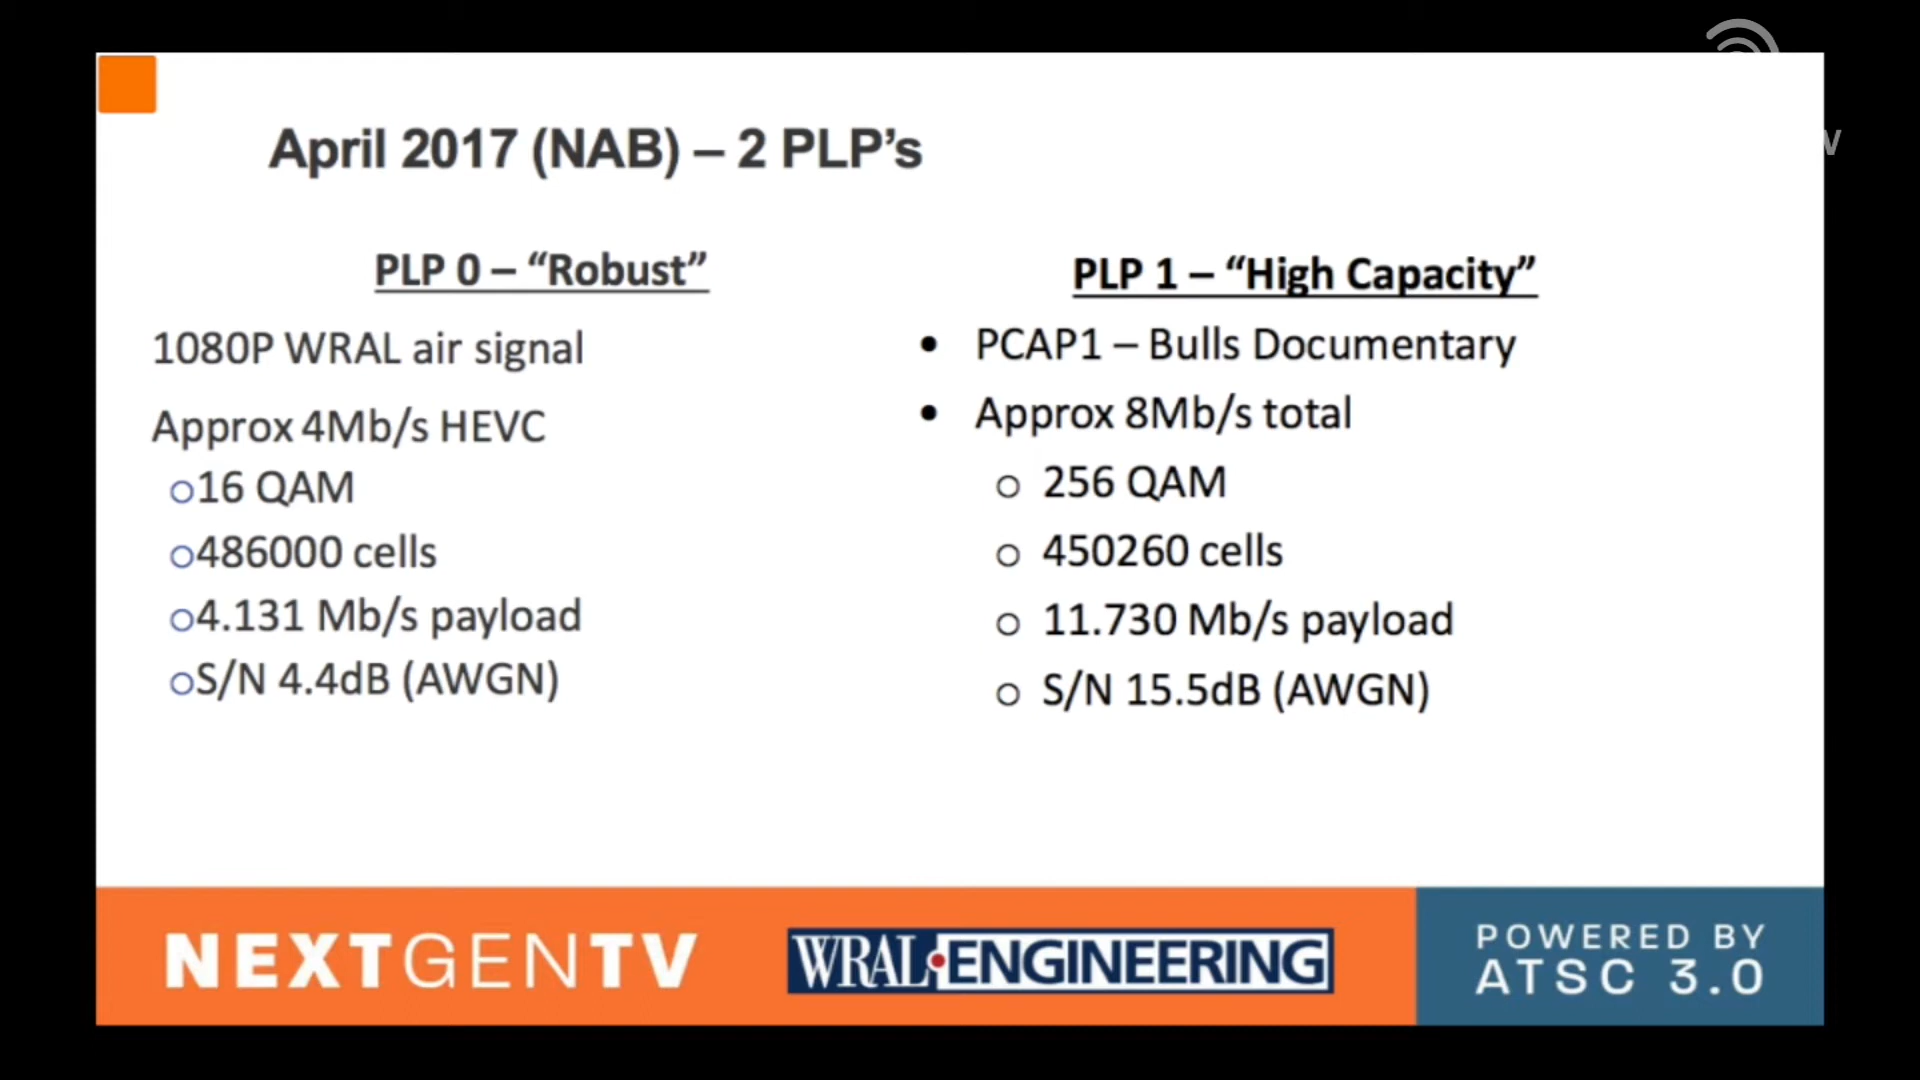 April 2017 (NAB) – 2 PLP’s
PLP 0 – “Robust”
1080P WRAL air signal
Approx 4Mb/s HEVC
o16 QAM
o486000 cells
o4.131 Mb/s payload
oS/N 4.4dB (AWGN)
PLP 1 – “High Capacity”
• PCAP1 – Bulls Documentary
• Approx 8Mb/s total
o 256 QAM
o 450260 cells
o 11.730 Mb/s payload
o S/N 15.5dB (AWGN)
NEXTGENTV
WRAL•ENGINEERING
POWERED BY
ATSC 3.0